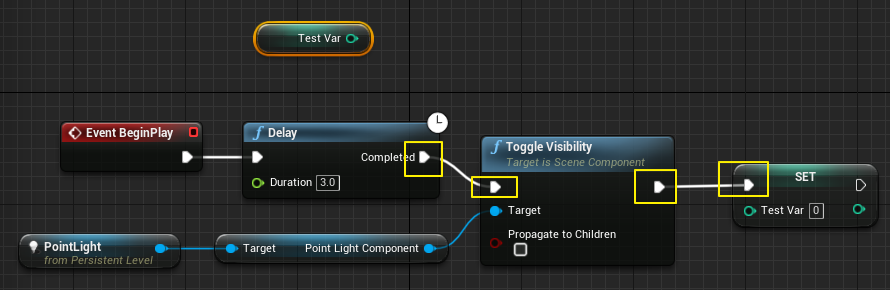 Test Var
Event BeginPlay
Delay
Completed
Duration 3.0
Toggle Visibility
Target is Scene Component
Target
Propagate to Children
SET
Test Var 0
PointLight
from Persistent Level
Target Point Light Component